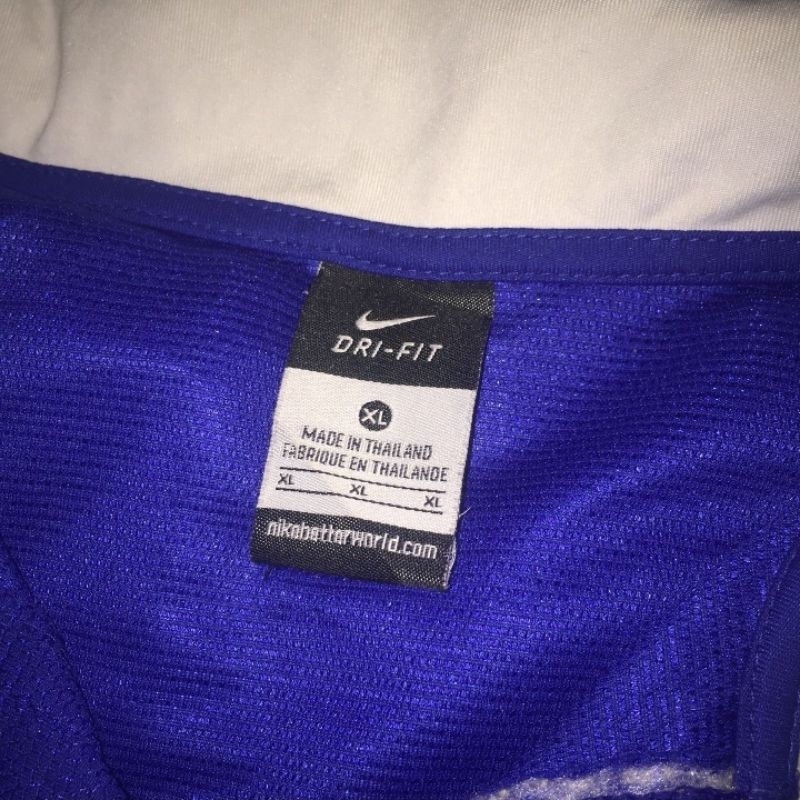 DRI-FIT
XL
MADE IN THAILAND
FABRIQUE EN THAILANDE
XL XL XL
nikebetterworld.com